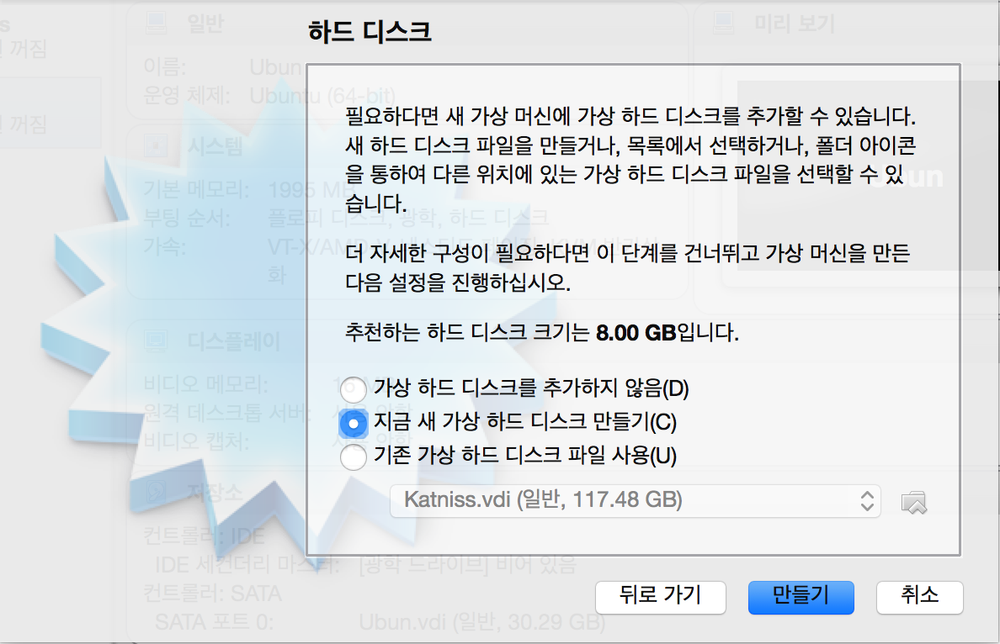 하드 디스크
일반
미리 보기
꺼짐
이름: Ubun
운영 체제: Ubuntu (64-bit)
필요하다면 새 가상 머신에 가상 하드 디스크를 추가할 수 있습니다.
새 하드 디스크 파일을 만들거나, 목록에서 선택하거나, 폴더 아이콘
을 통하여 다른 위치에 있는 가상 하드 디스크 파일을 선택할 수 있
습니다.
꺼짐
시스템
Ubun
기본 메모리: 1995 MB
부팅 순서: 플로피 디스크, 광학, 하드 디스크
가속: VT-X/AMD-V,
화
더 자세한 구성이 필요하다면 이 단계를 건너뛰고 가상 머신을 만든
다음 설정을 진행하십시오.
추천하는 하드 디스크 크기는 8.00 GB입니다.
디스플레이
비디오 메모리: 16
원격 데스크톱 서버: 사용 안함
비디오 캡처: 사용 안함
가상 하드 디스크를 추가하지 않음(D)
지금 새 가상 하드 디스크 만들기(C)
기존 가상 하드 디스크 파일 사용(U)
Katniss.vdi (일반, 117.48 GB)
저장소
컨트롤러: IDE
IDE 세컨더리 마스터: [광학 드라이브] 비어 있음
컨트롤러: SATA
SATA 포트 0: Ubun.vdi (일반, 30.29 GB)
뒤로 가기
만들기
취소